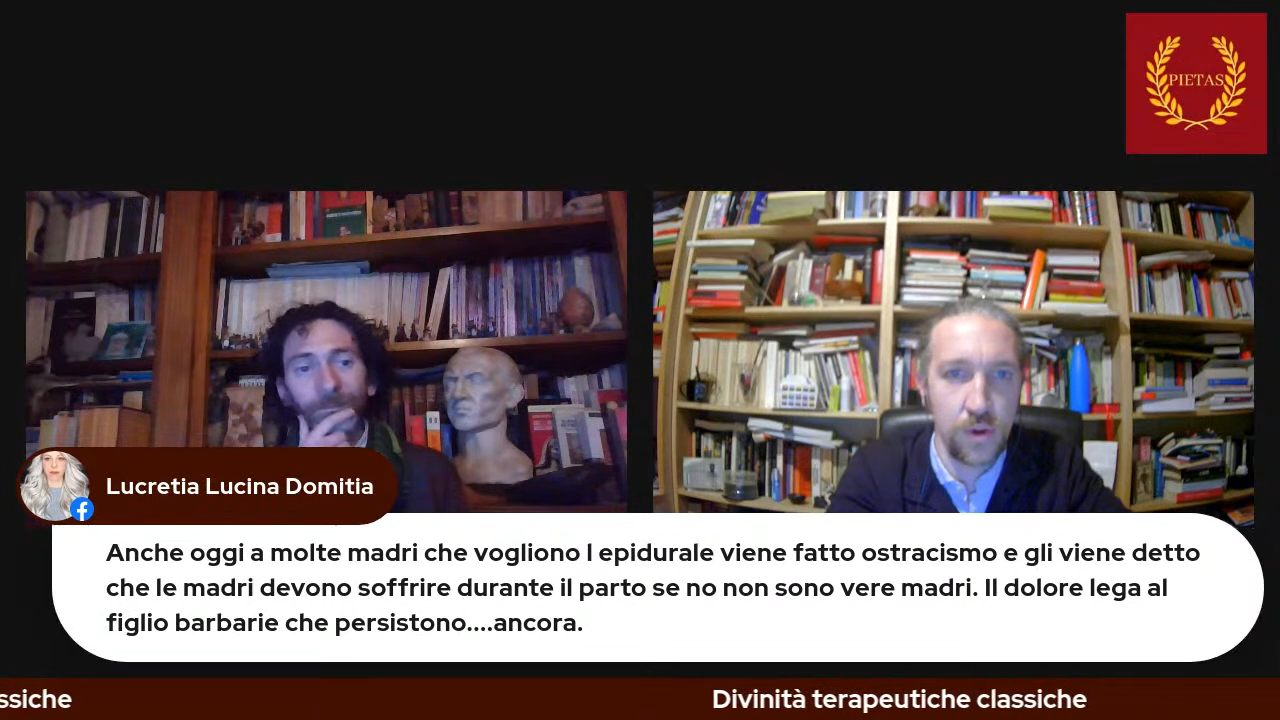 PIETAS
Lucretia Lucina Domitia
Anche oggi a molte madri che vogliono l epidurale viene fatto ostracismo e gli viene detto
che le madri devono soffrire durante il parto se no non sono vere madri. Il dolore lega al
figlio barbarie che persistono....ancora.
ssiche
Divinità terapeutiche classiche